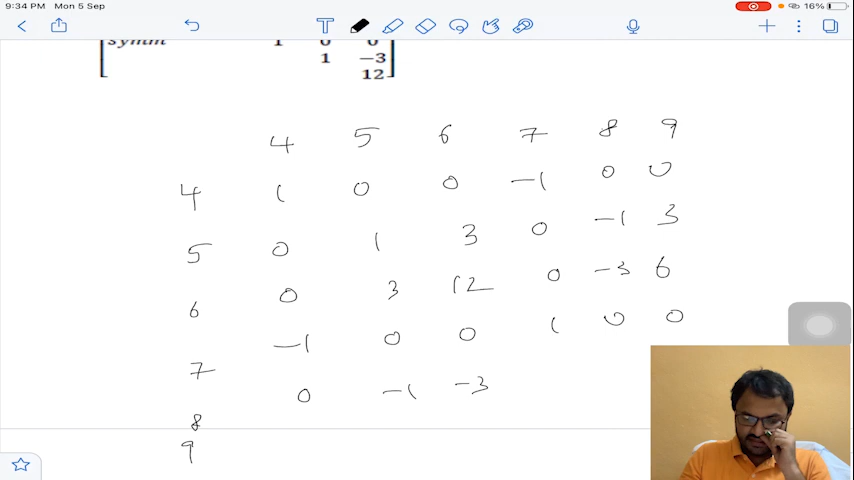 9:34 PM Mon 5 Sep 16%
symm 1 0 0
1 −3
12
4 5 6 7 8 9
4 1 0 0 −1 0 0
5 0 1 3 0 −1 3
6 0 3 12 0 −3 6
7 −1 0 0 1 0 0
8 0 −1 −3
9